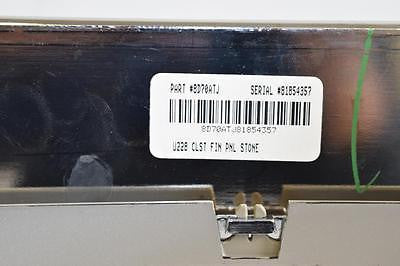 PART #8D70ATJ SERIAL #81854357
8D70ATJ81854357
U228 CLST FIN PNL STONE